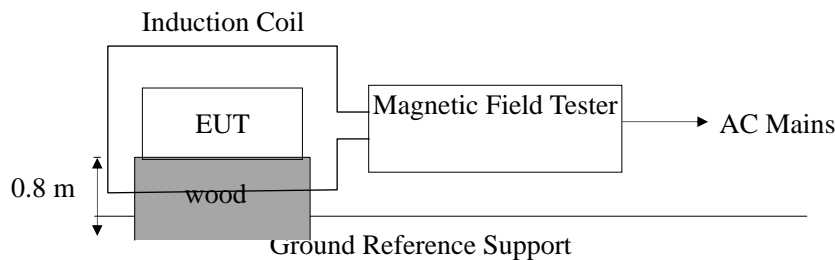 Induction Coil
Magnetic Field Tester
EUT
AC Mains
0.8 m
wood
Ground Reference Support